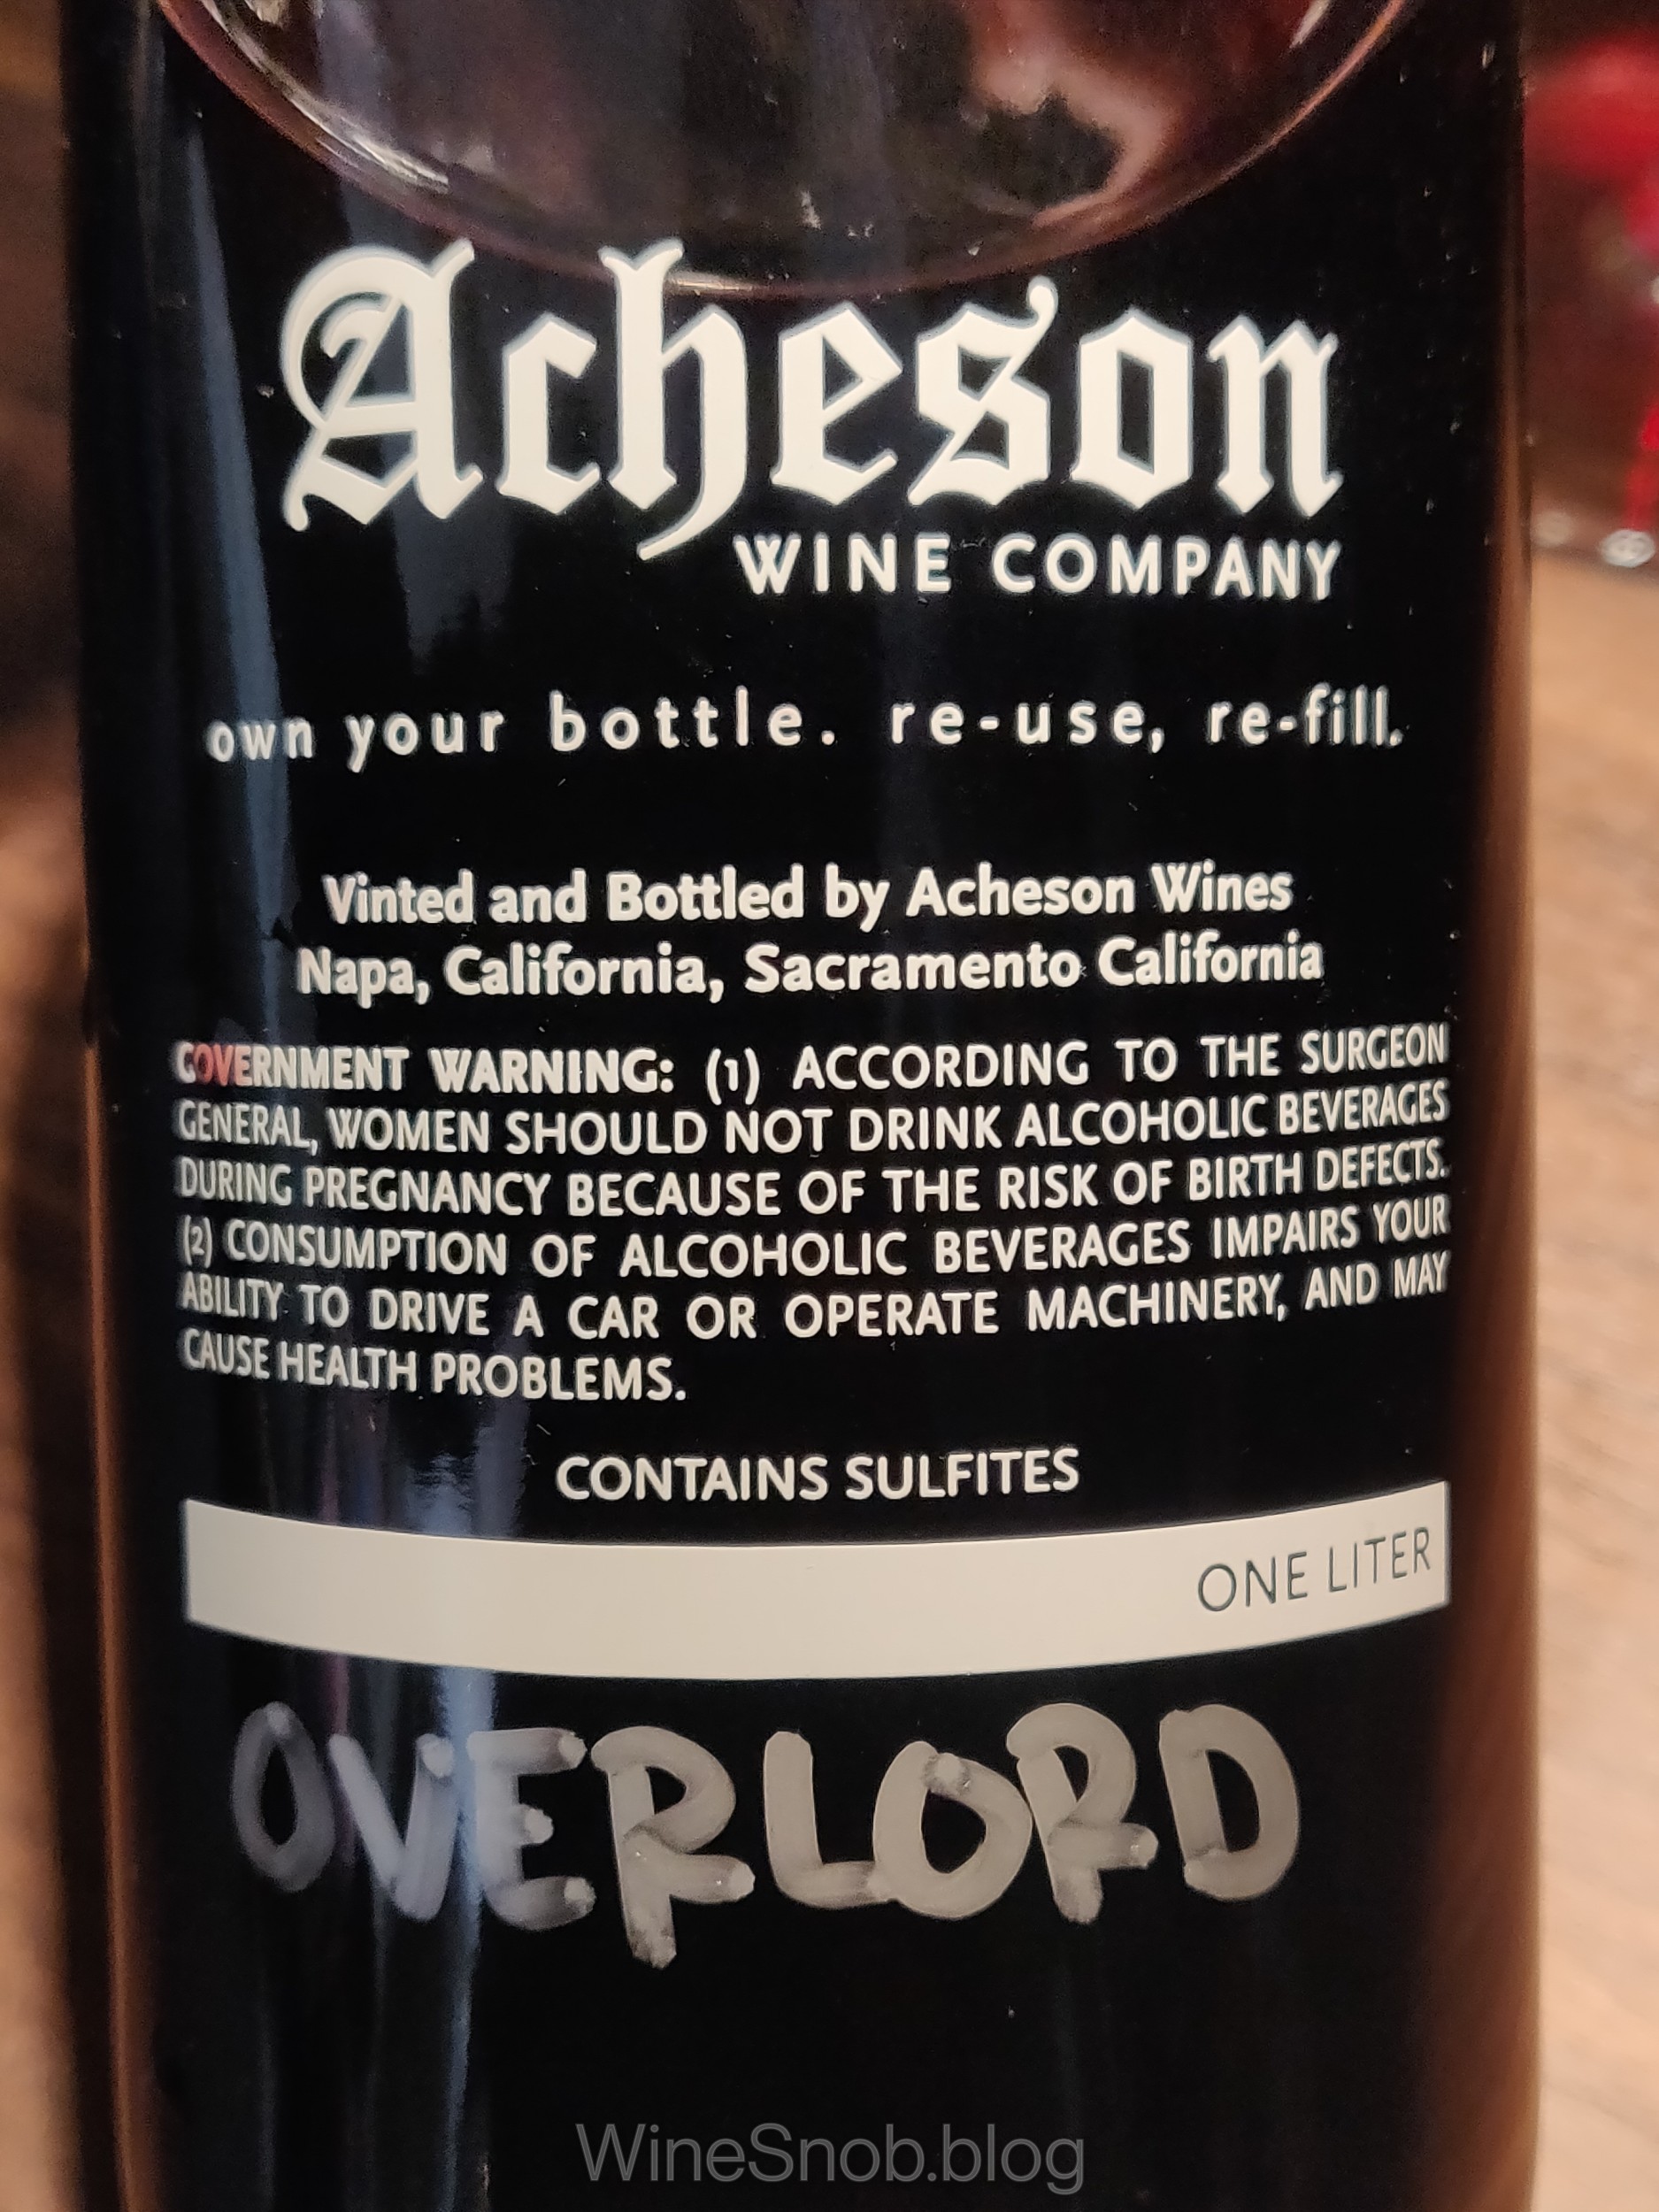 Acheson
WINE COMPANY
own your bottle. re-use, re-fill.
Vinted and Bottled by Acheson Wines
Napa, California, Sacramento California
GOVERNMENT WARNING: (1) ACCORDING TO THE SURGEON
GENERAL, WOMEN SHOULD NOT DRINK ALCOHOLIC BEVERAGES
DURING PREGNANCY BECAUSE OF THE RISK OF BIRTH DEFECTS.
(2) CONSUMPTION OF ALCOHOLIC BEVERAGES IMPAIRS YOUR
ABILITY TO DRIVE A CAR OR OPERATE MACHINERY, AND MAY
CAUSE HEALTH PROBLEMS.
CONTAINS SULFITES
ONE LITER
OVERLORD
WineSnob.blog